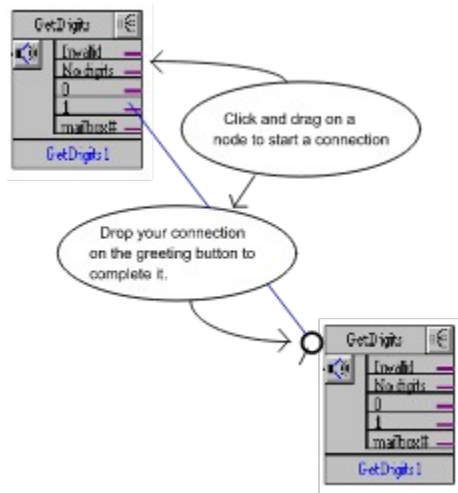 GetDigits
Invalid
No digits
0
1
mailbox#
GetDigits1
Click and drag on a
node to start a connection
Drop your connection
on the greeting button to
complete it.
GetDigits
Invalid
No digits
0
1
mailbox#
GetDigits1